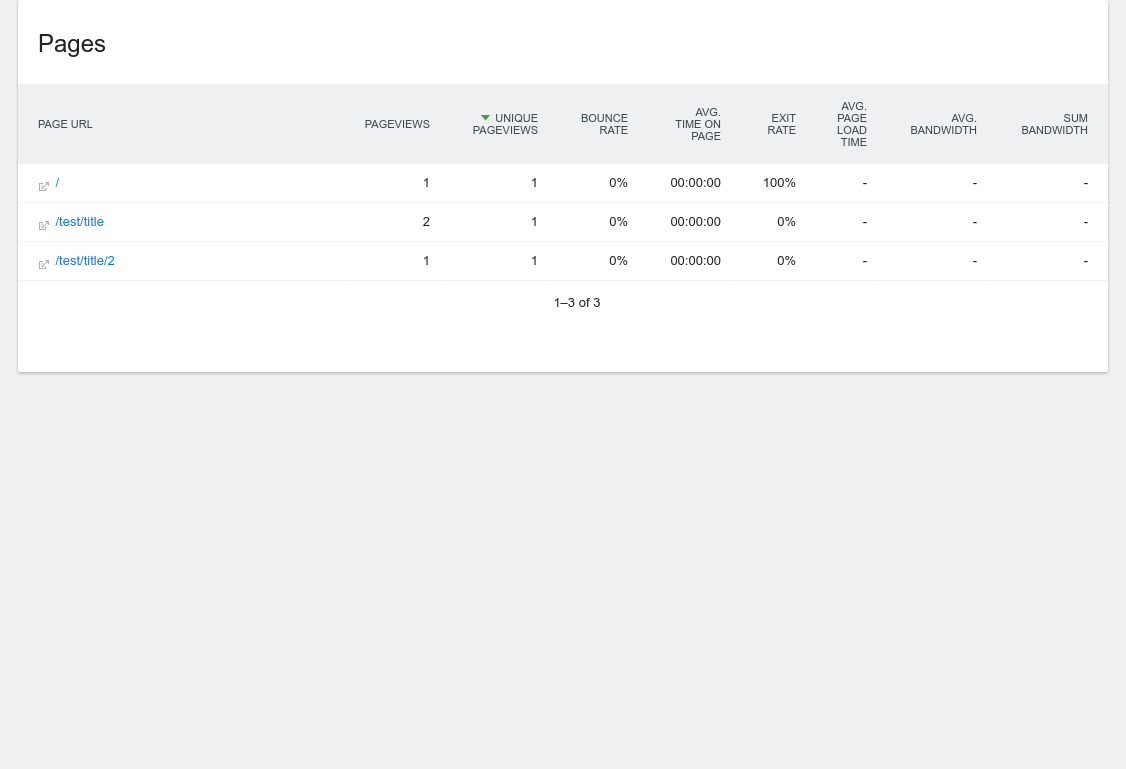 Pages
PAGE URL PAGEVIEWS UNIQUE PAGEVIEWS BOUNCE RATE AVG. TIME ON PAGE EXIT RATE AVG. PAGE LOAD TIME AVG. BANDWIDTH SUM BANDWIDTH
/ 1 1 0% 00:00:00 100% - - -
/test/title 2 1 0% 00:00:00 0% - - -
/test/title/2 1 1 0% 00:00:00 0% - - -
1–3 of 3